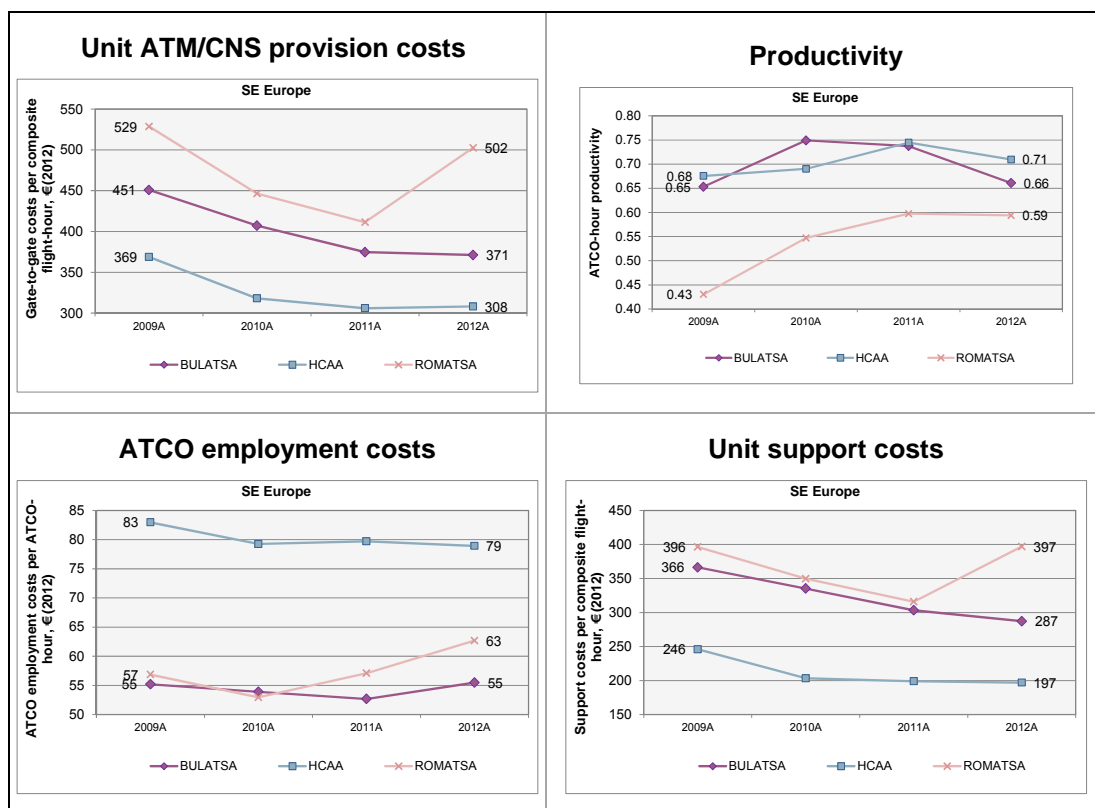 Unit ATM/CNS provision costs
SE Europe
Gate-to-gate costs per composite
flight-hour, €(2012)
550
500
450
400
350
300
529
451
369
502
371
308
2009A 2010A 2011A 2012A
BULATSA HCAA ROMATSA
Productivity
SE Europe
ATCO-hour productivity
0.80
0.75
0.70
0.65
0.60
0.55
0.50
0.45
0.40
0.68
0.65
0.43
0.71
0.66
0.59
2009A 2010A 2011A 2012A
BULATSA HCAA ROMATSA
ATCO employment costs
SE Europe
ATCO employment costs per ATCO-
hour, €(2012)
85
80
75
70
65
60
55
50
83
57
55
79
63
55
2009A 2010A 2011A 2012A
BULATSA HCAA ROMATSA
Unit support costs
SE Europe
Support costs per composite flight-
hour, €(2012)
450
400
350
300
250
200
150
396
366
246
397
287
197
2009A 2010A 2011A 2012A
BULATSA HCAA ROMATSA